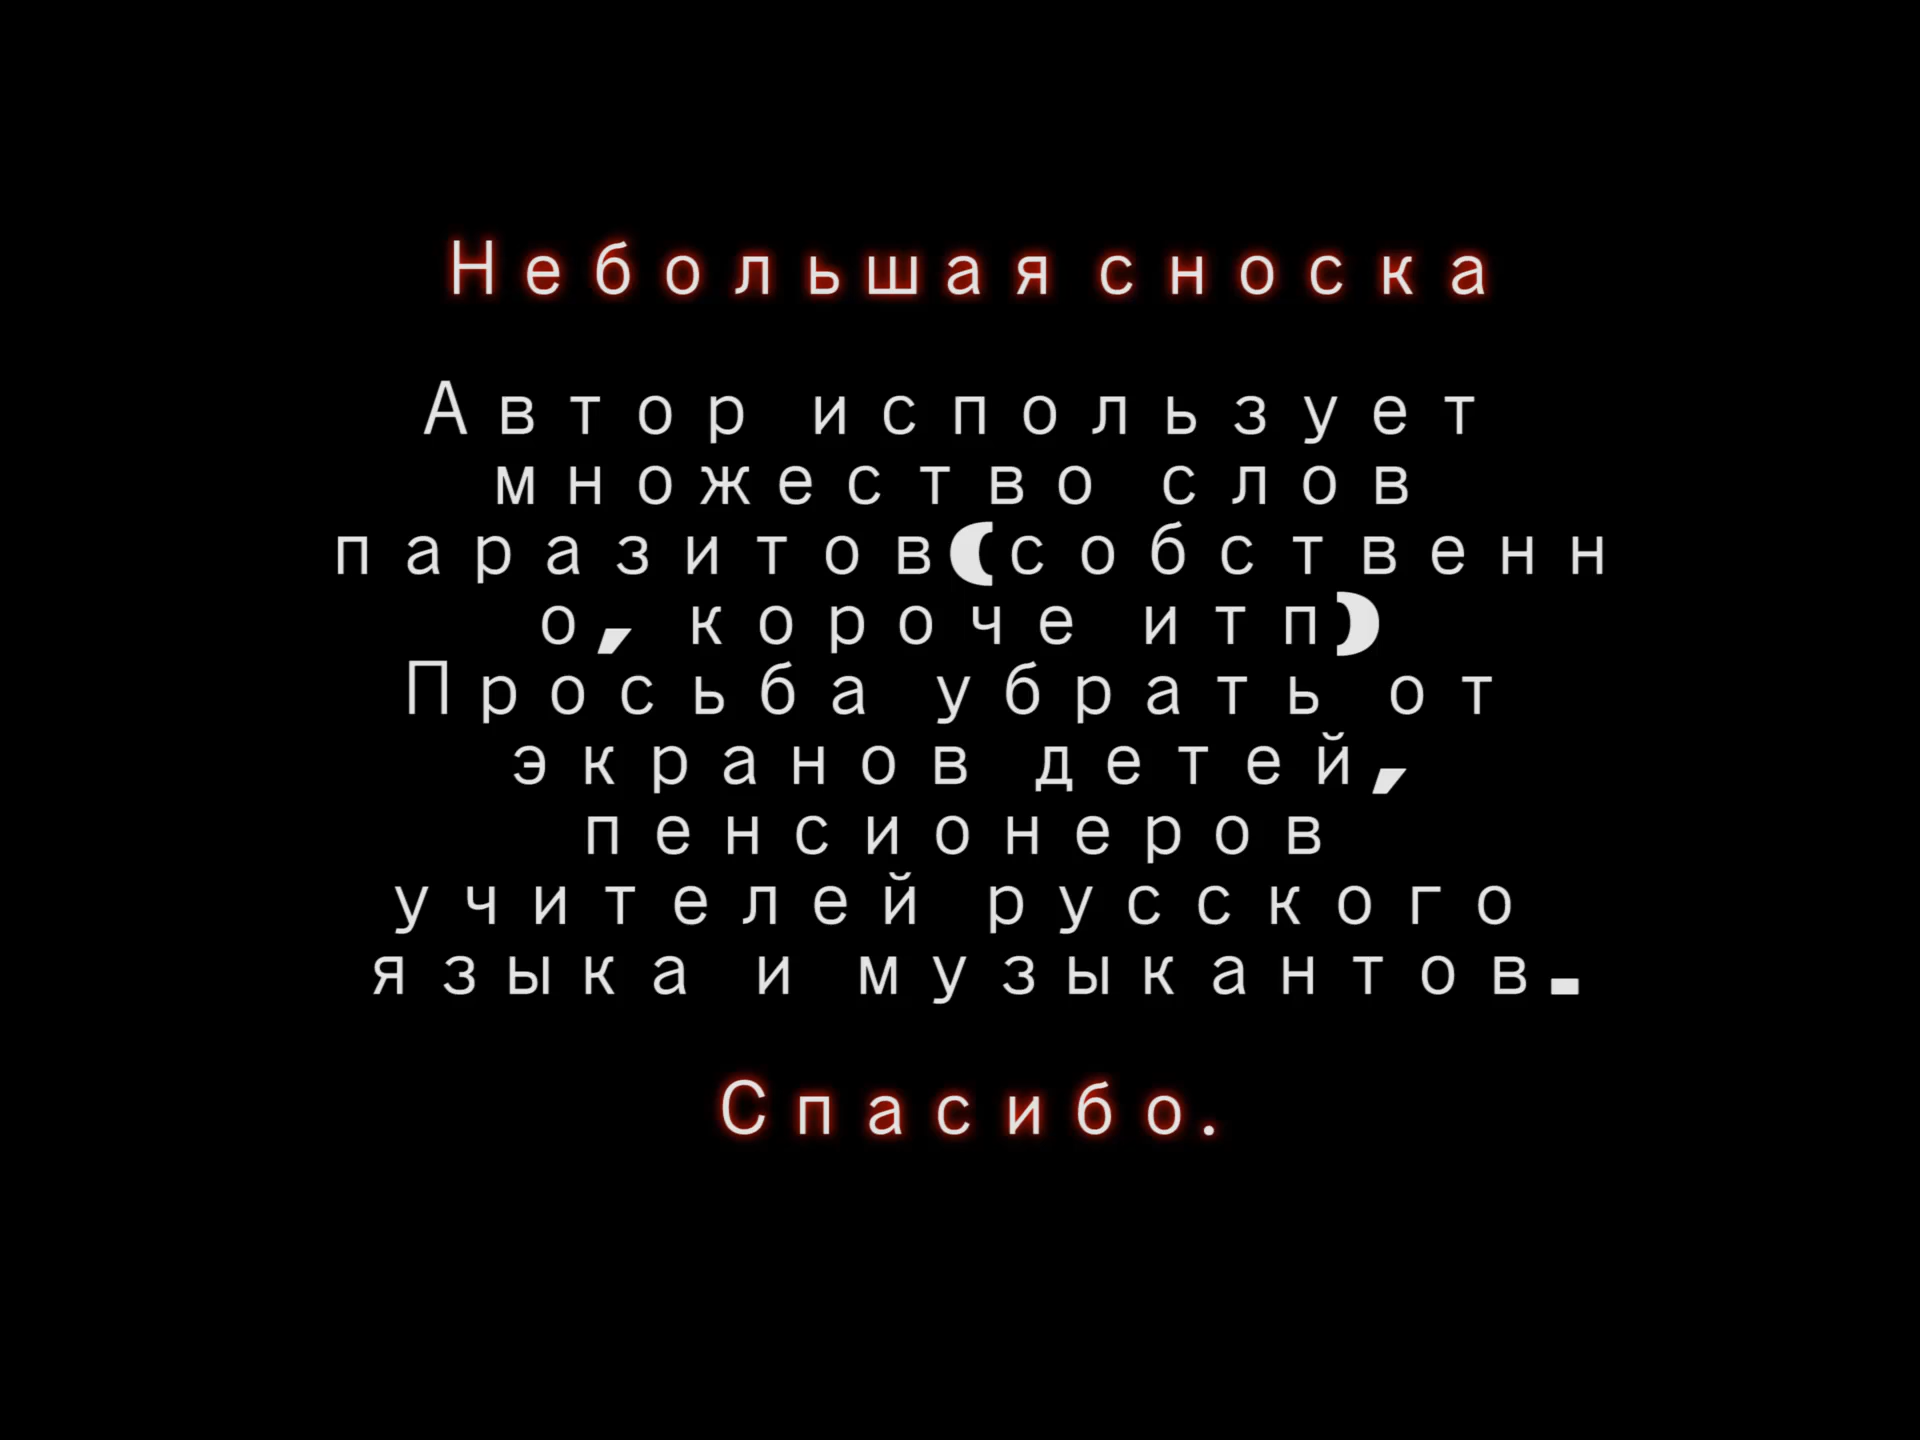 Небольшая сноска
Автор использует
множество слов
паразитов(собственн
о, короче итп)
Просьба убрать от
экранов детей,
пенсионеров
учителей русского
языка и музыкантов.
Спасибо.